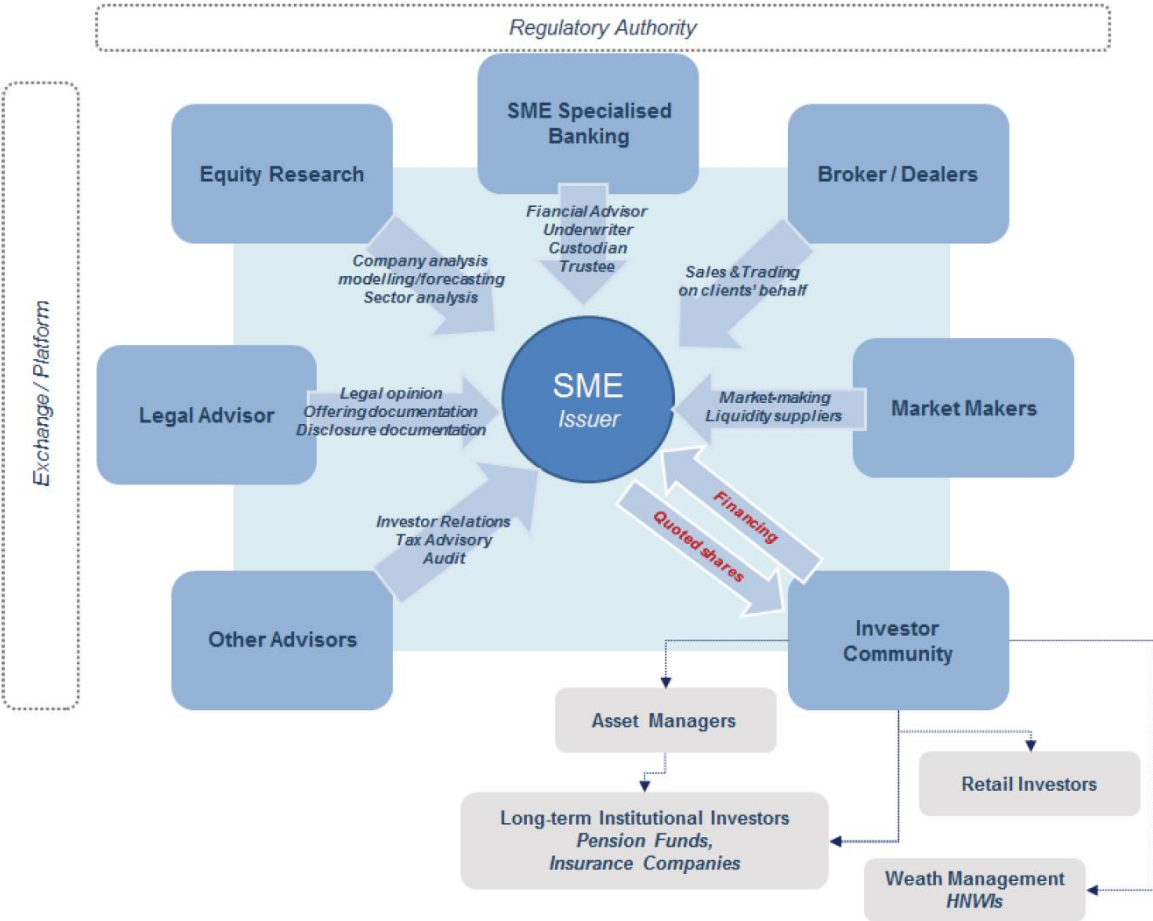 Regulatory Authority
Exchange / Platform
SME Specialised
Banking
Equity Research
Broker / Dealers
Fiancial Advisor
Underwriter
Custodian
Trustee
Company analysis
modelling/forecasting
Sector analysis
Sales & Trading
on clients' behalf
SME
Issuer
Legal Advisor
Legal opinion
Offering documentation
Disclosure documentation
Market-making
Liquidity suppliers
Market Makers
Investor Relations
Tax Advisory
Audit
Financing
Quoted shares
Other Advisors
Investor
Community
Asset Managers
Retail Investors
Long-term Institutional Investors
Pension Funds,
Insurance Companies
Weath Management
HNWIs